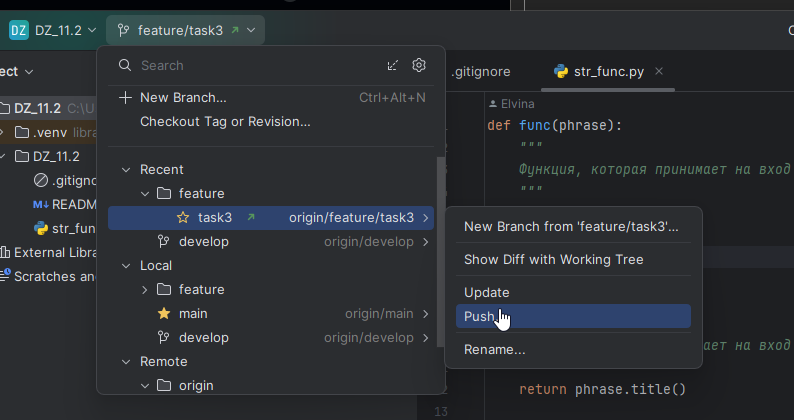 DZ DZ_11.2 feature/task3
ect
Search
.gitignore
str_func.py
New Branch... Ctrl+Alt+N
Checkout Tag or Revision...
DZ_11.2 C:\U
.venv libra
DZ_11.2
.gitigno
M↓ READM
str_fun
External Libra
Scratches an
Recent
feature
task3 origin/feature/task3
develop origin/develop
Local
feature
main origin/main
develop origin/develop
Remote
origin
Elvina
def func(phrase):
"""
Функция, которая принимает на вход
"""
New Branch from 'feature/task3'...
Show Diff with Working Tree
Update
Push...
Rename...
ает на вход
return phrase.title()
13